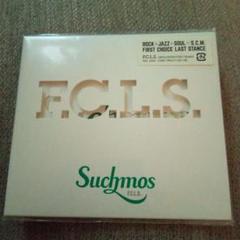 ROCK・JAZZ・SOUL・S.C.M.
FIRST CHOICE LAST STANCE
F.C.L.S.
F.C.L.S.
Suchmos
F.C.L.S.